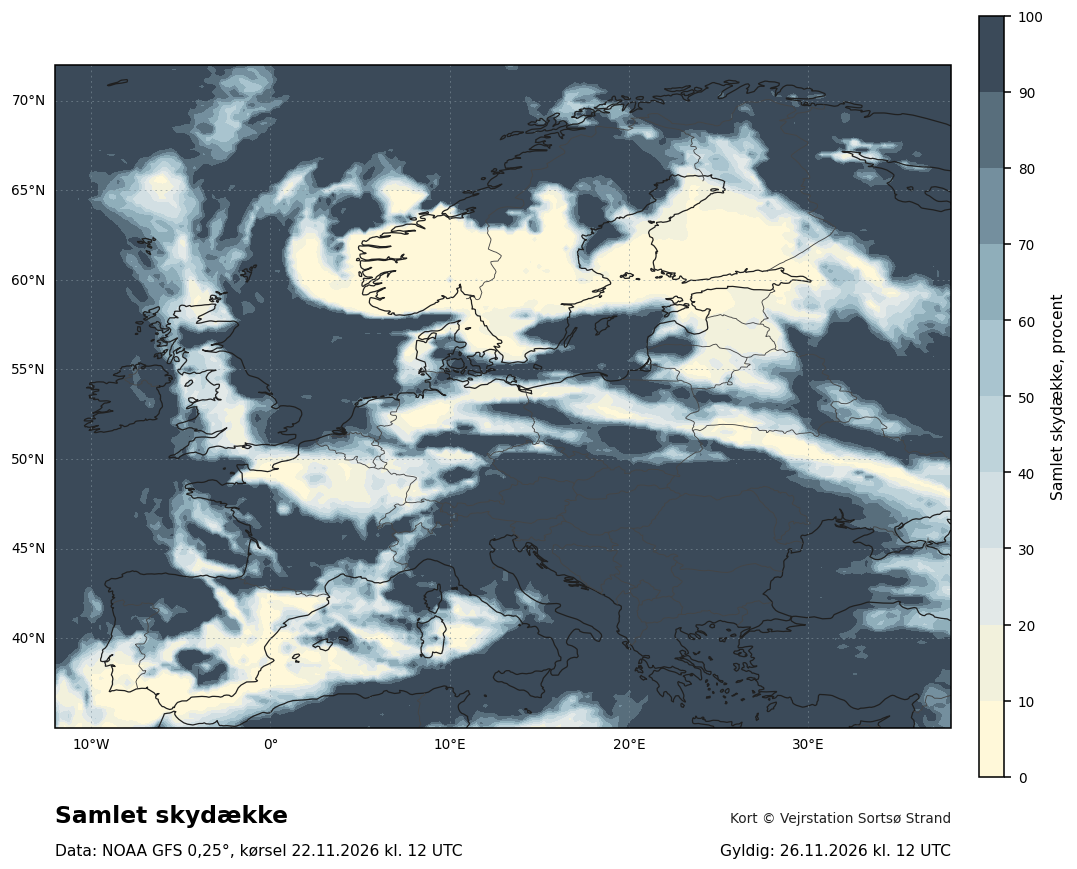 100
90
80
70
60
50
40
30
20
10
0
Samlet skydække, procent
70°N
65°N
60°N
55°N
50°N
45°N
40°N
10°W
0°
10°E
20°E
30°E
Samlet skydække
Kort © Vejrstation Sortsø Strand
Data: NOAA GFS 0,25°, kørsel 22.11.2026 kl. 12 UTC
Gyldig: 26.11.2026 kl. 12 UTC